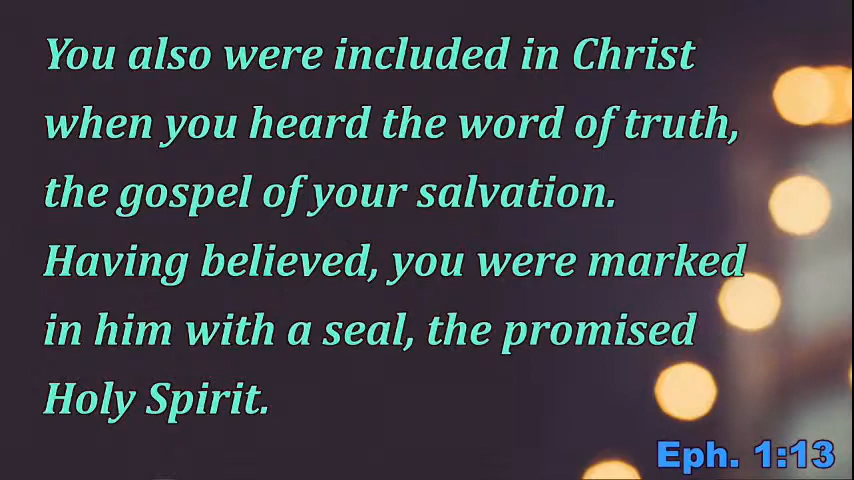 You also were included in Christ
when you heard the word of truth,
the gospel of your salvation.
Having believed, you were marked
in him with a seal, the promised
Holy Spirit.
Eph. 1:13